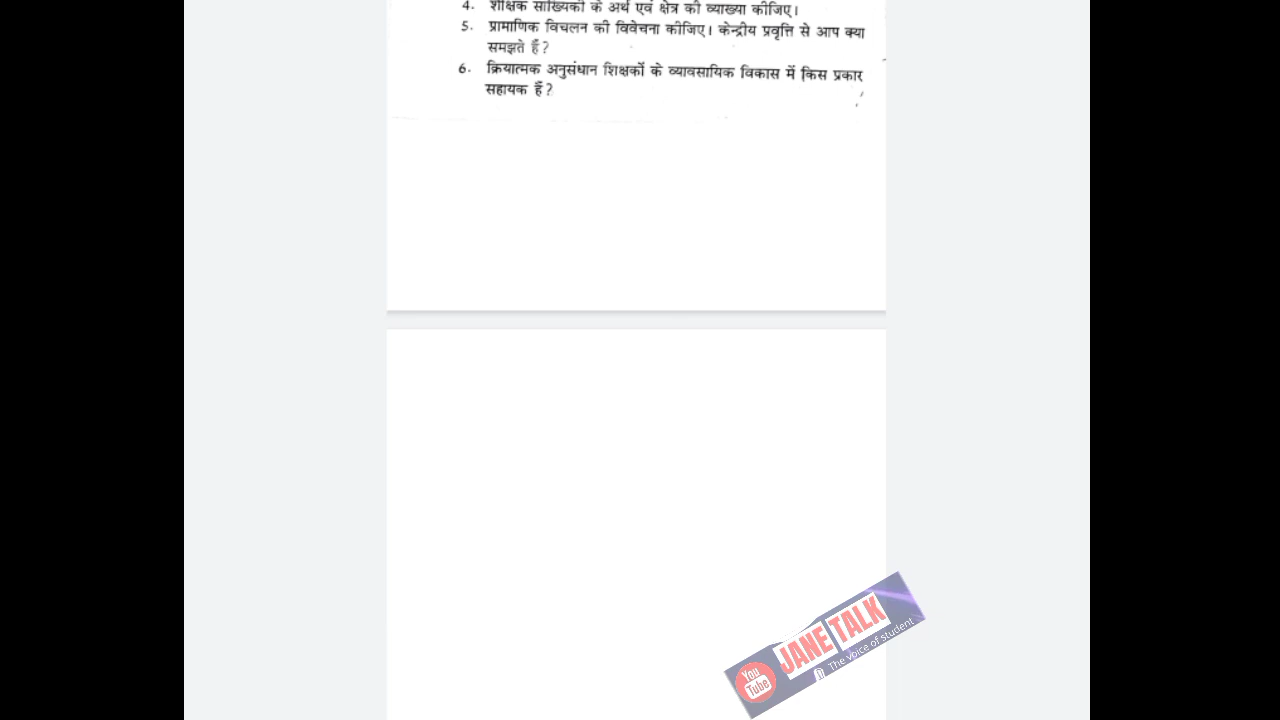 4. शैक्षिक सांख्यिकी के अर्थ एवं क्षेत्र की व्याख्या कीजिए।
5. प्रामाणिक विचलन की विवेचना कीजिए। केन्द्रीय प्रवृत्ति से आप क्या
समझते हैं?
6. क्रियात्मक अनुसंधान शिक्षकों के व्यावसायिक विकास में किस प्रकार
सहायक हैं?
You
Tube
JANE TALK
The voice of student